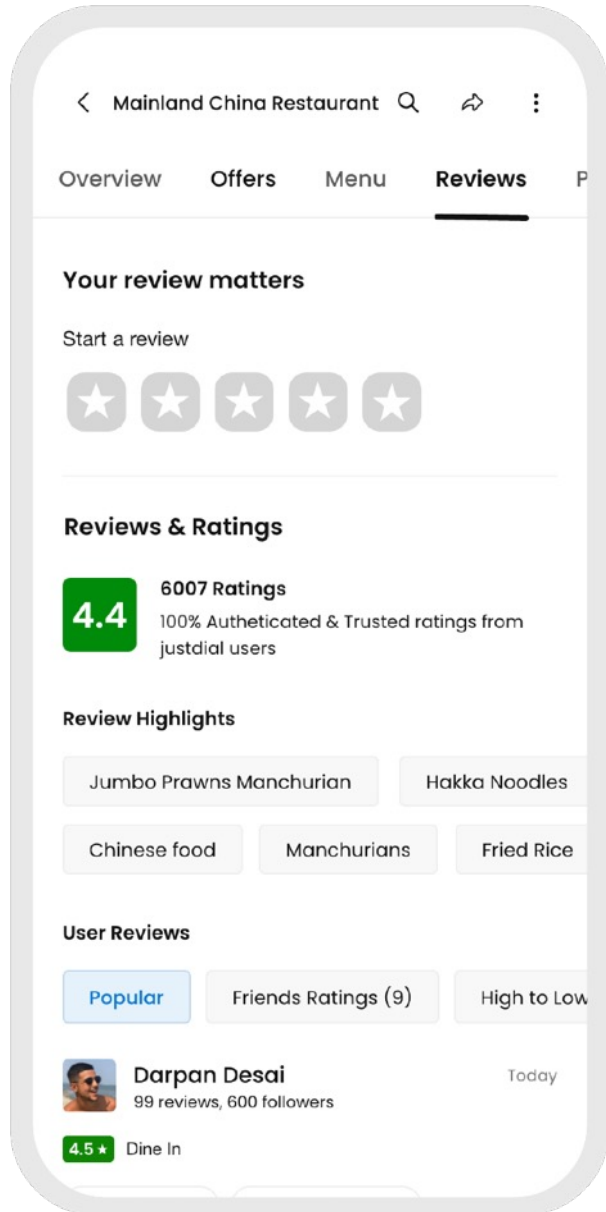 Mainland China Restaurant
Overview Offers Menu Reviews P
Your review matters
Start a review
Reviews & Ratings
4.4
6007 Ratings
100% Autheticated & Trusted ratings from
justdial users
Review Highlights
Jumbo Prawns Manchurian Hakka Noodles
Chinese food Manchurians Fried Rice
User Reviews
Popular Friends Ratings (9) High to Low
Darpan Desai Today
99 reviews, 600 followers
4.5★ Dine In